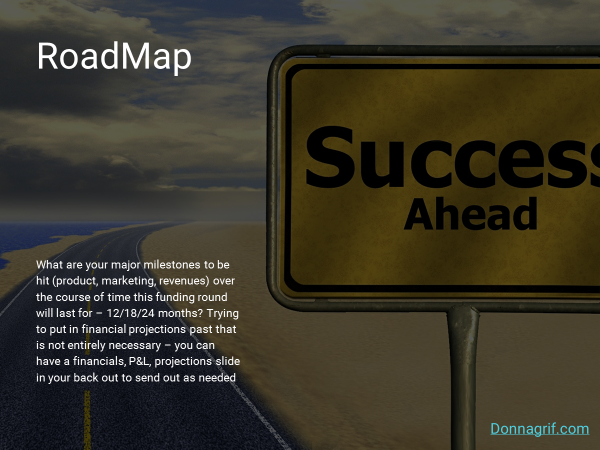 RoadMap
Success
Ahead
What are your major milestones to be
hit (product, marketing, revenues) over
the course of time this funding round
will last for – 12/18/24 months? Trying
to put in financial projections past that
is not entirely necessary – you can
have a financials, P&L, projections slide
in your back out to send out as needed
Donnagrif.com